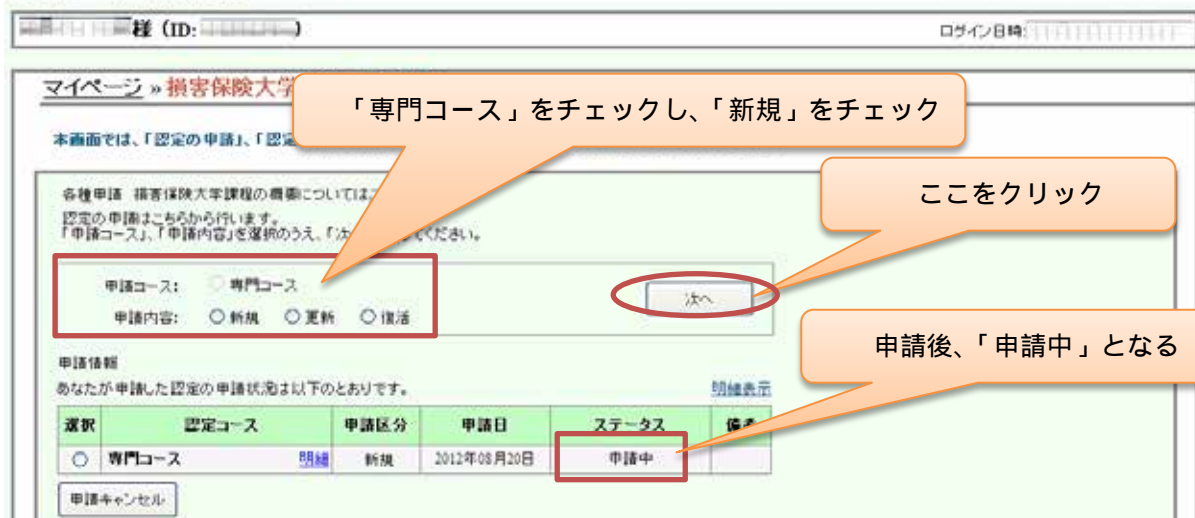 様 (ID: )
ログイン日時:
マイページ » 損害保険大学
「専門コース」をチェックし、「新規」をチェック
本画面では、「認定の申請」、「認定
各種申請 損害保険大学課程の概要については
ここをクリック
認定の申請はこちらから行います。
「申請コース」、「申請内容」を選択のうえ、「次 ください。
申請コース: 専門コース
次へ
申請内容: 新規 更新 復活
申請後、「申請中」となる
申請情報
あなたが申請した認定の申請状況は以下のとおりです。
明細表示
選択 認定コース 申請区分 申請日 ステータス 備考
専門コース 明細 新規 2012年08月20日 申請中
申請キャンセル